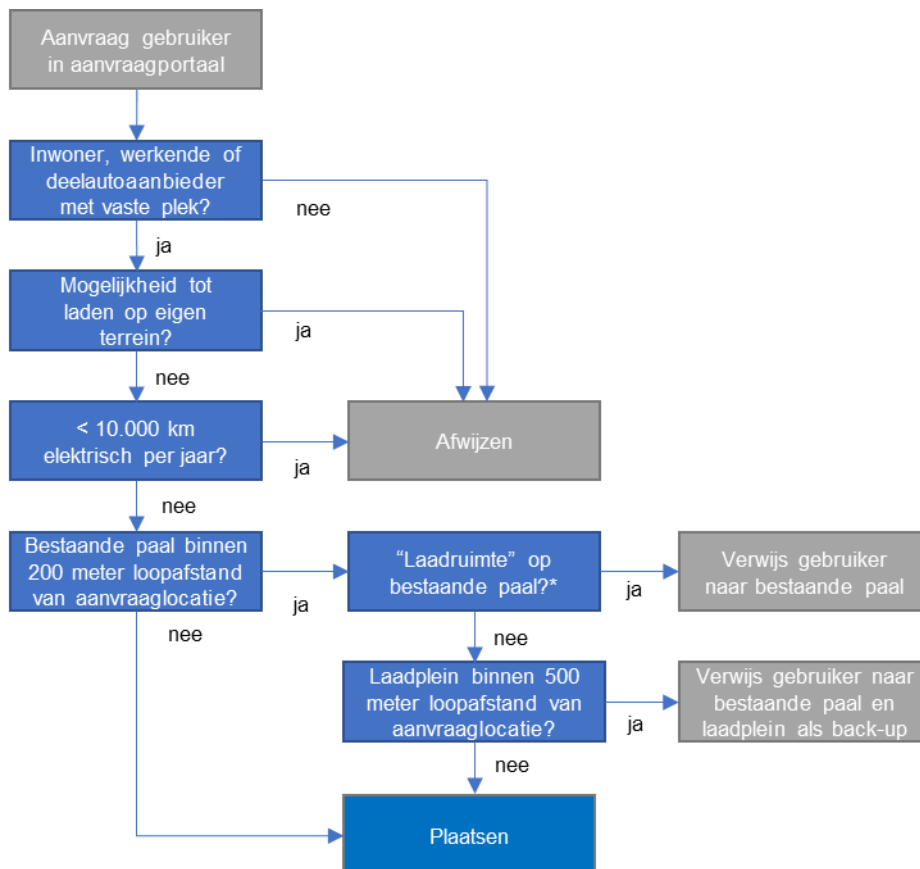 Aanvraag gebruiker
in aanvraagportaal
Inwoner, werkende of
deelautoaanbieder
met vaste plek?
nee
ja
Mogelijkheid tot
laden op eigen
terrein?
ja
nee
< 10.000 km
elektrisch per jaar?
ja
Afwijzen
nee
Bestaande paal binnen
200 meter loopafstand
van aanvraaglocatie?
ja
nee
“Laadruimte” op
bestaande paal?*
ja
Verwijs gebruiker
naar bestaande paal
nee
Laadplein binnen 500
meter loopafstand van
aanvraaglocatie?
ja
Verwijs gebruiker naar
bestaande paal en
laadplein als back-up
nee
Plaatsen